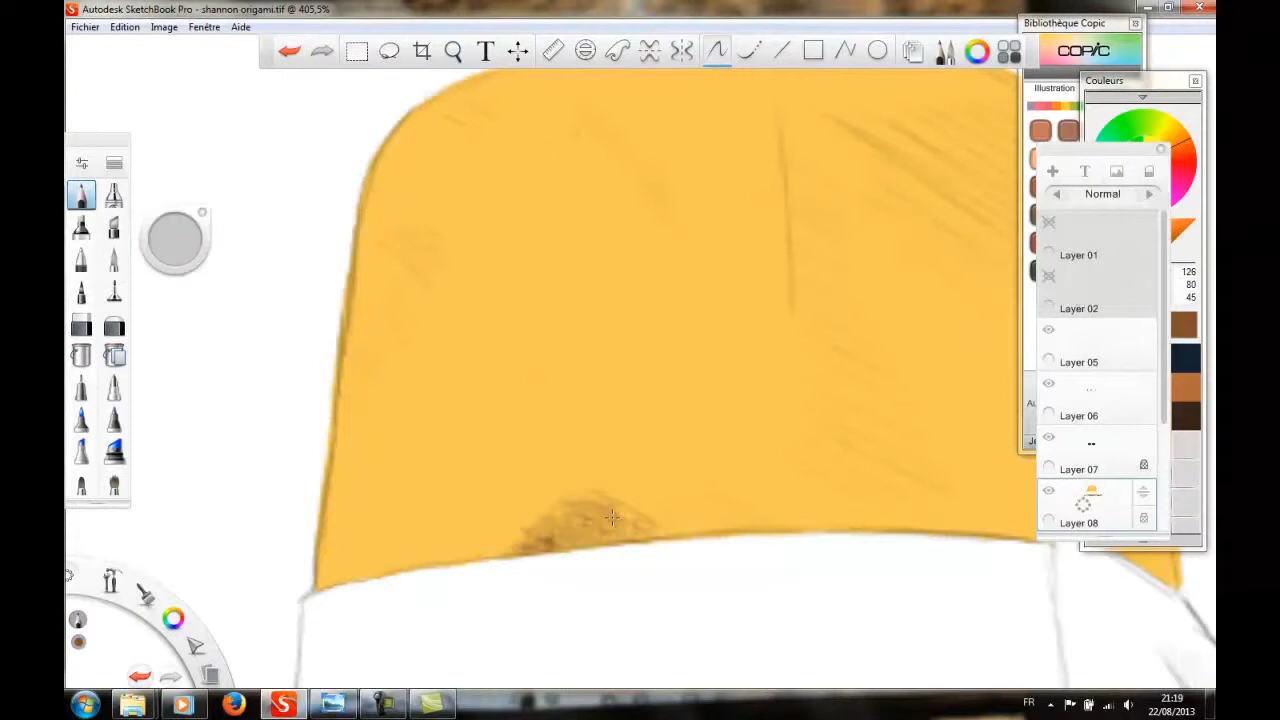 Autodesk SketchBook Pro - shannon origami.tif @ 405,5%
Fichier Edition Image Fenêtre Aide
Bibliothèque Copic
COPIC
Couleurs
Illustration
Normal
Layer 01
Layer 02
Layer 05
Layer 06
Layer 07
Layer 08
126
80
45
Au
FR
21:19
22/08/2013